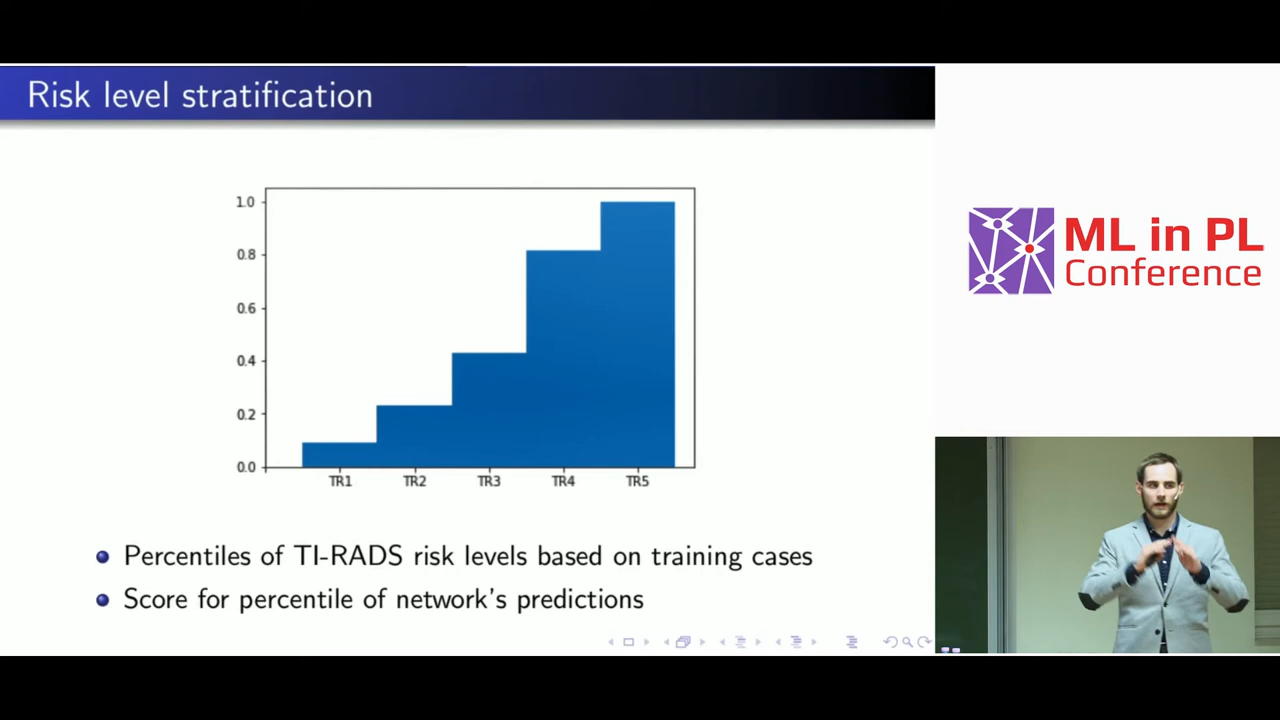 Risk level stratification
1.0
0.8
0.6
0.4
0.2
0.0
TR1 TR2 TR3 TR4 TR5
Percentiles of TI-RADS risk levels based on training cases
Score for percentile of network's predictions
ML in PL
Conference